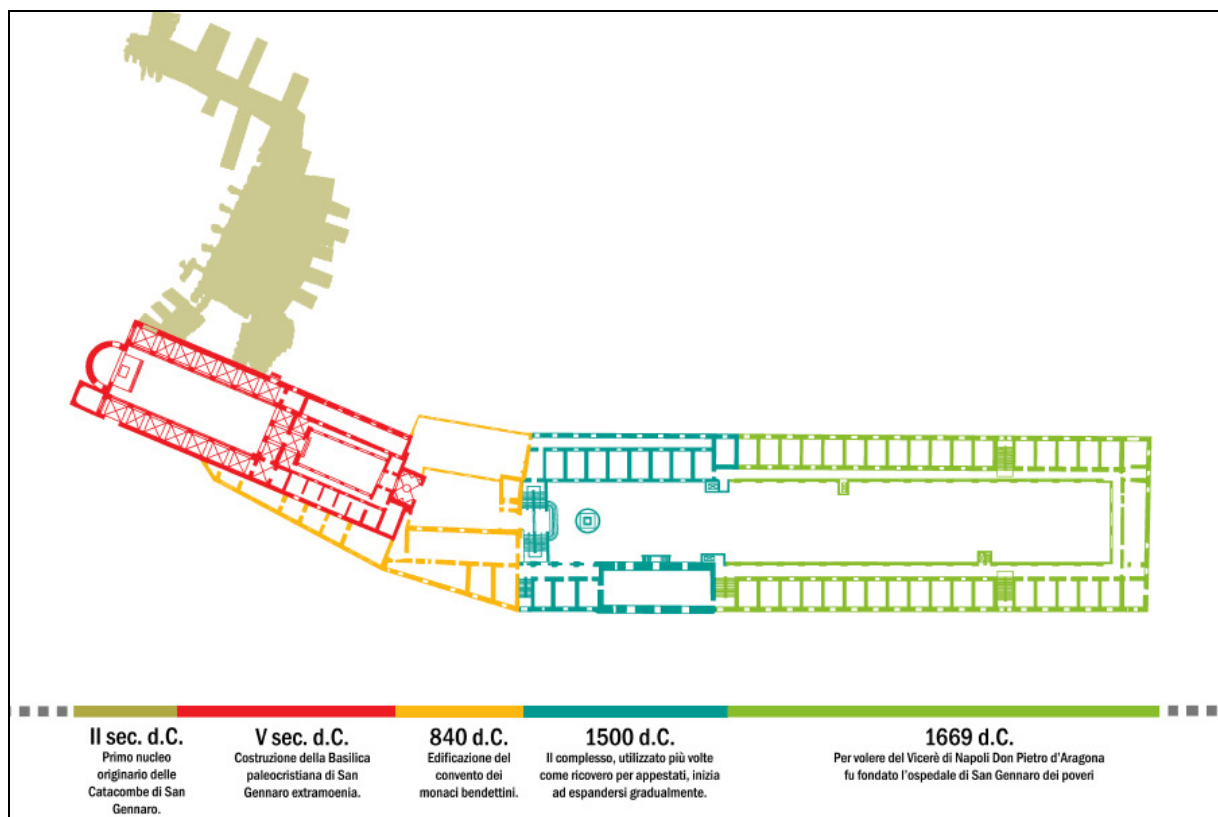 II sec. d.C.
Primo nucleo
originario delle
Catacombe di San
Gennaro.
V sec. d.C.
Costruzione della Basilica
paleocristiana di San
Gennaro extramoenia.
840 d.C.
Edificazione del
convento dei
monaci bendettini.
1500 d.C.
Il complesso, utilizzato più volte
come ricovero per appestati, inizia
ad espandersi gradualmente.
1669 d.C.
Per volere del Vicerè di Napoli Don Pietro d'Aragona
fu fondato l'ospedale di San Gennaro dei poveri